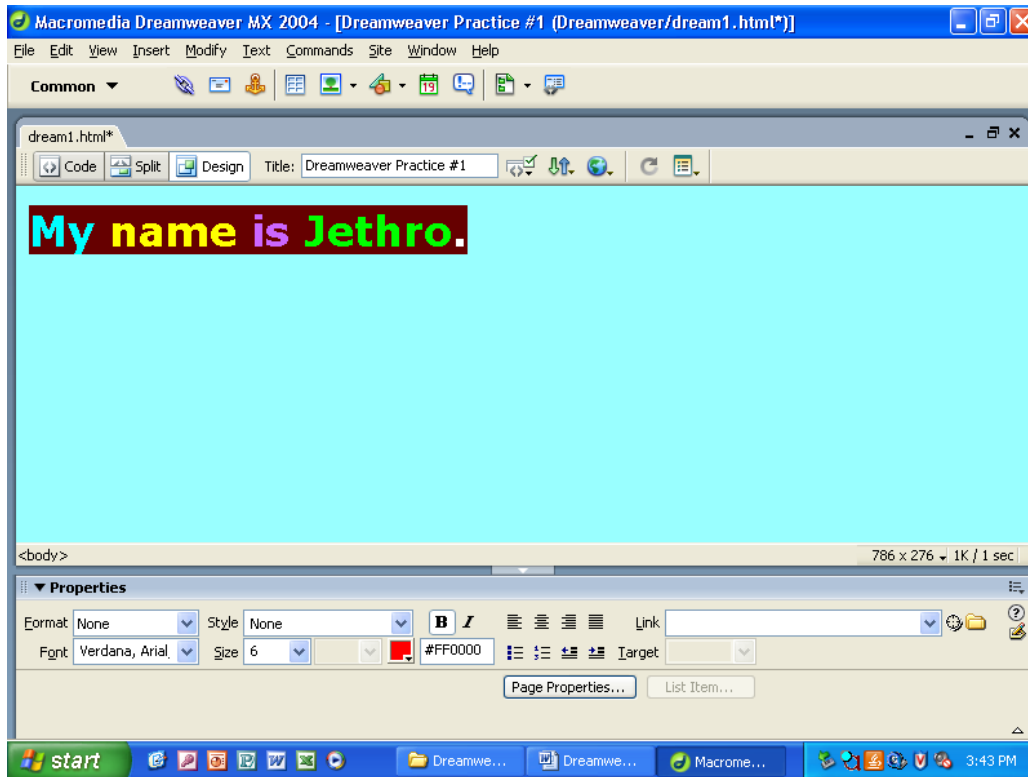 Macromedia Dreamweaver MX 2004 - [Dreamweaver Practice #1 (Dreamweaver/dream1.html*)]
File Edit View Insert Modify Text Commands Site Window Help
Common
19
dream1.html*
Code Split Design Title: Dreamweaver Practice #1
My name is Jethro.
<body> 786 x 276 1K / 1 sec
Properties
Format None Style None B I Link
Font Verdana, Arial, Size 6 #FF0000 Target
Page Properties... List Item...
start Dreamwe... Dreamwe... Macrome... 3:43 PM